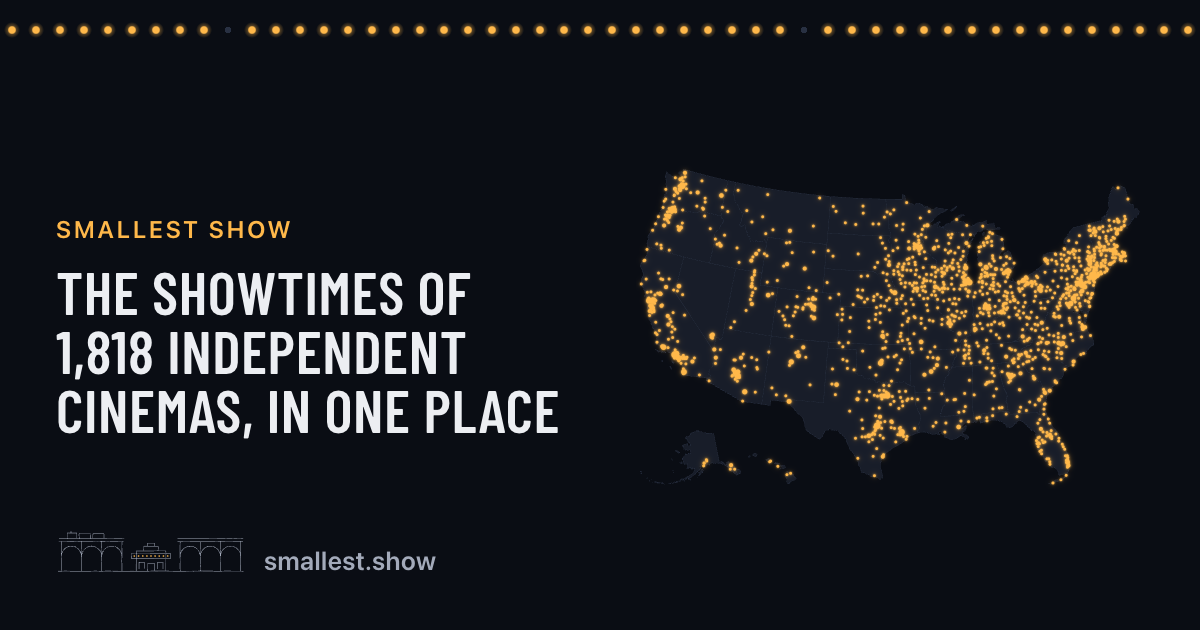 SMALLEST SHOW
THE SHOWTIMES OF
1,818 INDEPENDENT
CINEMAS, IN ONE PLACE
smallest.show